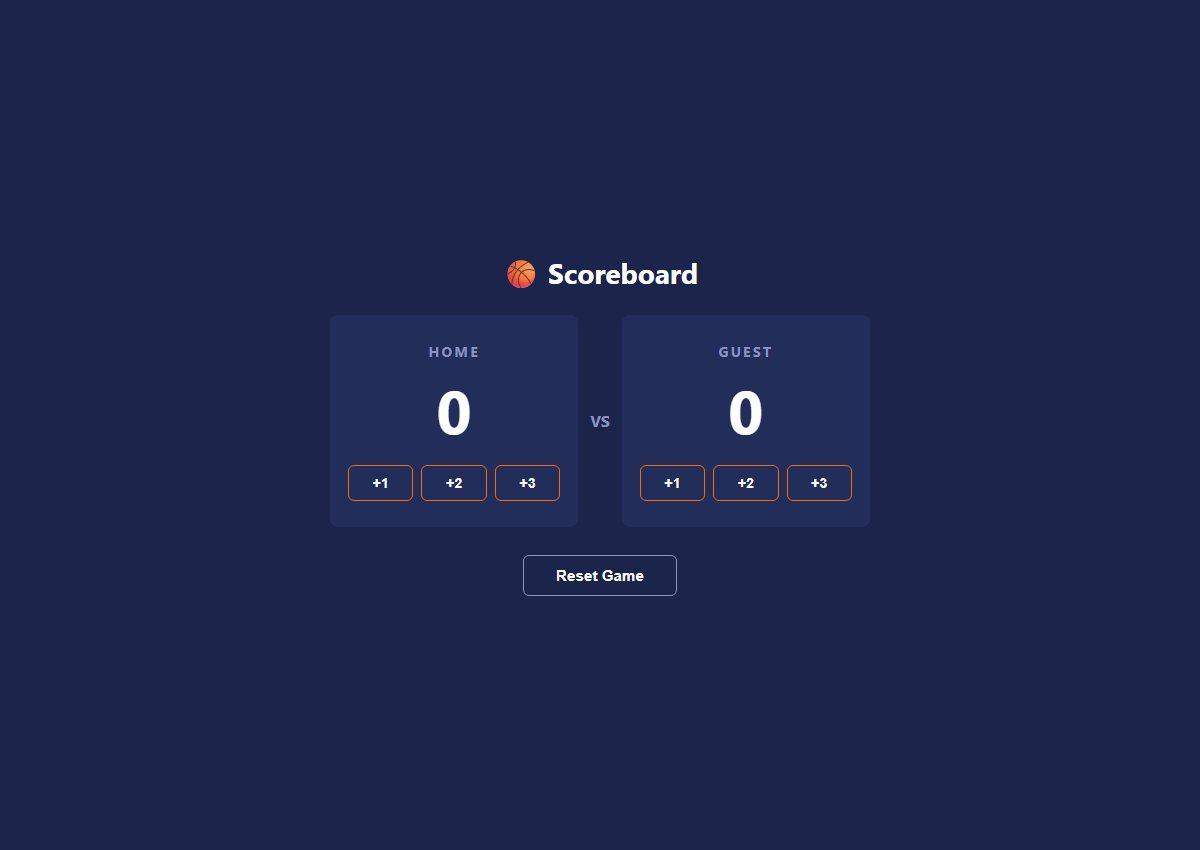 🏀 Scoreboard
HOME
0
+1 +2 +3
VS
GUEST
0
+1 +2 +3
Reset Game